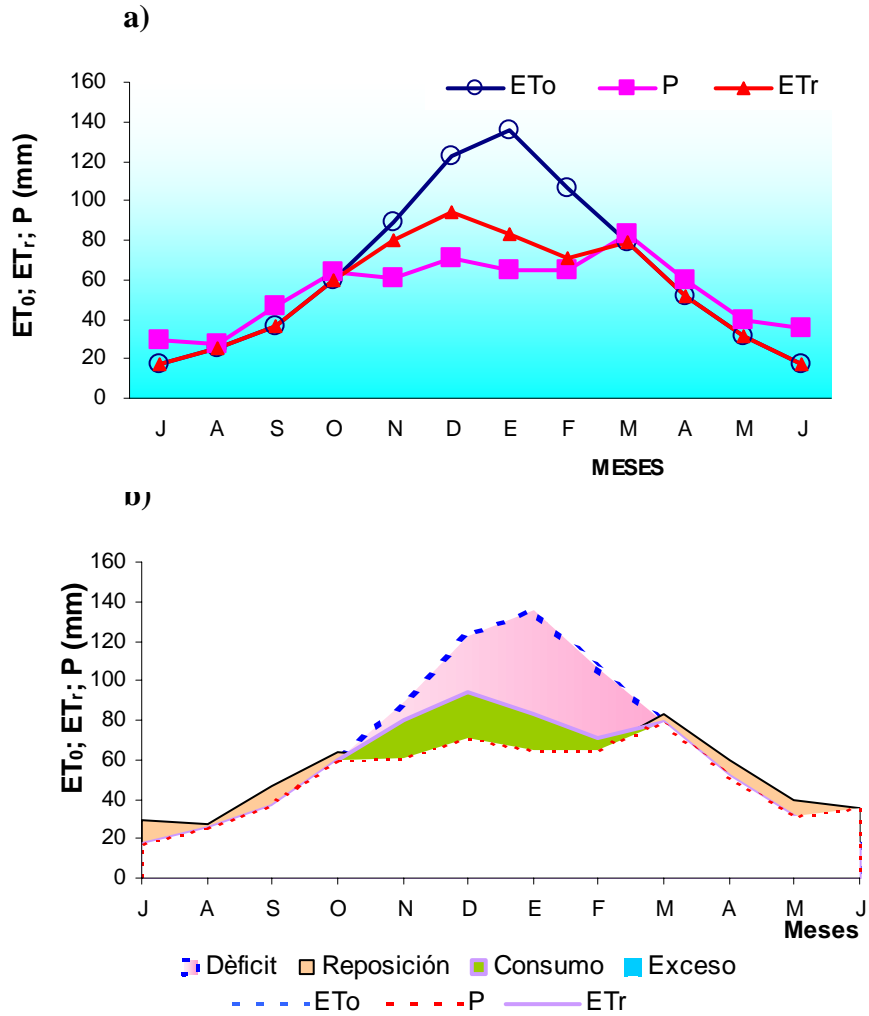 a)
ETo P ETr
160
140
120
100
80
60
40
20
0
ET0; ETr; P (mm)
J A S O N D E F M A M J
MESES
b)
160
140
120
100
80
60
40
20
0
ET0; ETr; P (mm)
J A S O N D E F M A M J
Meses
Dèficit Reposición Consumo Exceso
ETo P ETr